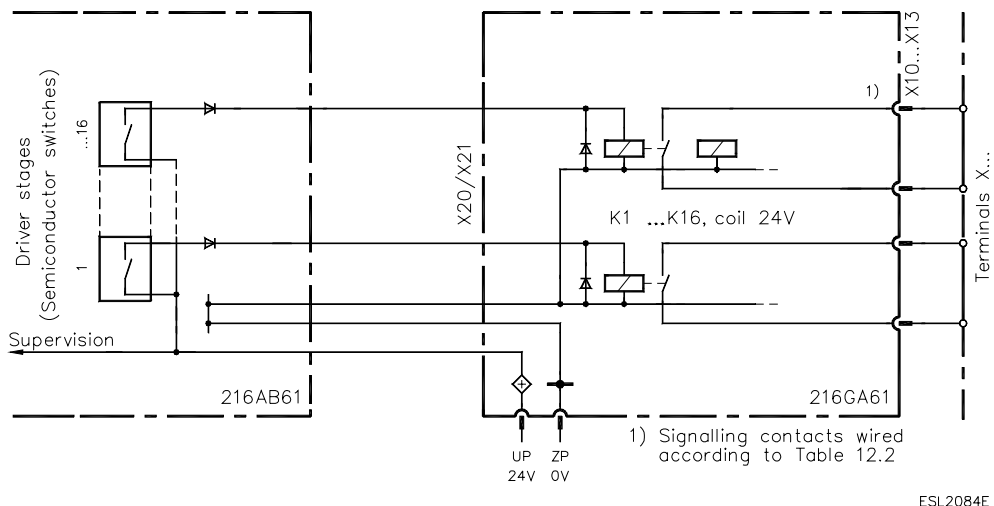 Driver stages
(Semiconductor switches)
...16
1
Supervision
216AB61
X20/X21
1)
X10...X13
K1 ...K16, coil 24V
Terminals X...
216GA61
UP
24V
ZP
0V
1) Signalling contacts wired
according to Table 12.2
ESL2084E